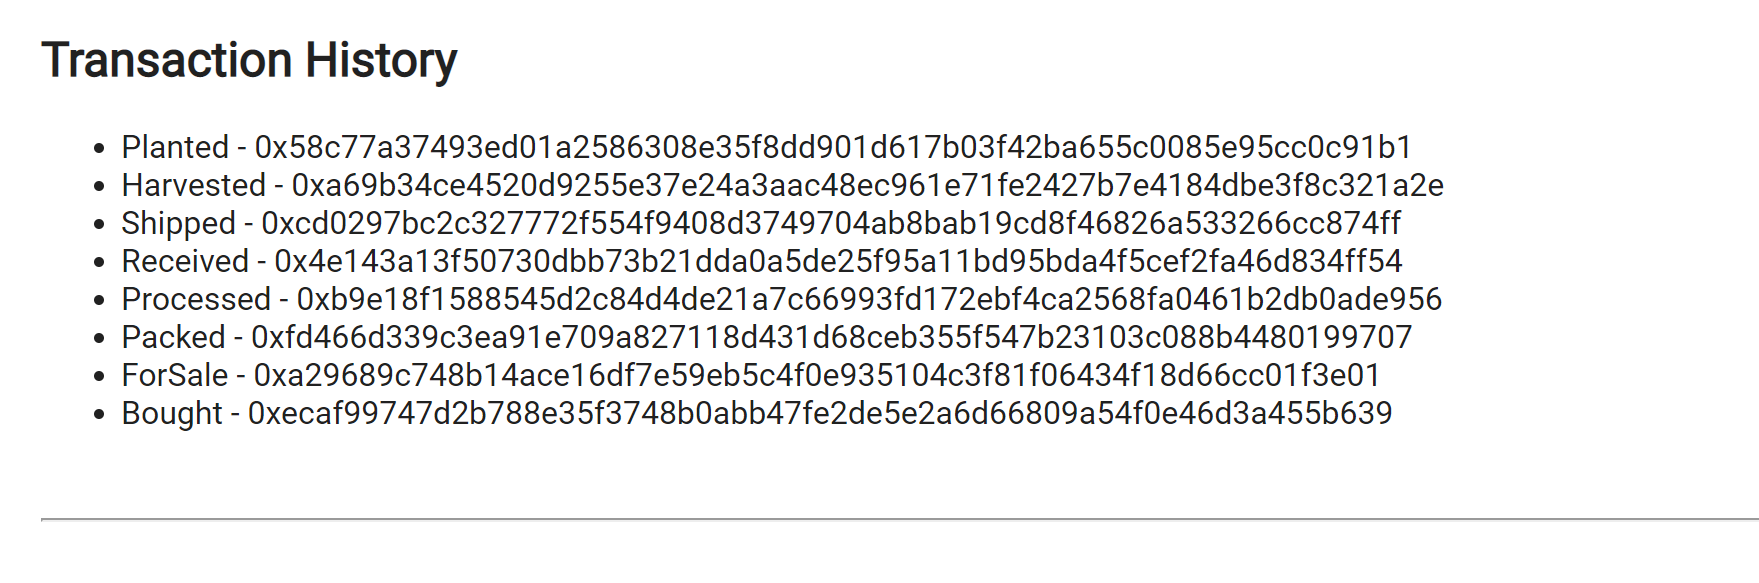 Transaction History
Planted - 0x58c77a37493ed01a2586308e35f8dd901d617b03f42ba655c0085e95cc0c91b1
Harvested - 0xa69b34ce4520d9255e37e24a3aac48ec961e71fe2427b7e4184dbe3f8c321a2e
Shipped - 0xcd0297bc2c327772f554f9408d3749704ab8bab19cd8f46826a533266cc874ff
Received - 0x4e143a13f50730dbb73b21dda0a5de25f95a11bd95bda4f5cef2fa46d834ff54
Processed - 0xb9e18f1588545d2c84d4de21a7c66993fd172ebf4ca2568fa0461b2db0ade956
Packed - 0xfd466d339c3ea91e709a827118d431d68ceb355f547b23103c088b4480199707
ForSale - 0xa29689c748b14ace16df7e59eb5c4f0e935104c3f81f06434f18d66cc01f3e01
Bought - 0xecaf99747d2b788e35f3748b0abb47fe2de5e2a6d66809a54f0e46d3a455b639